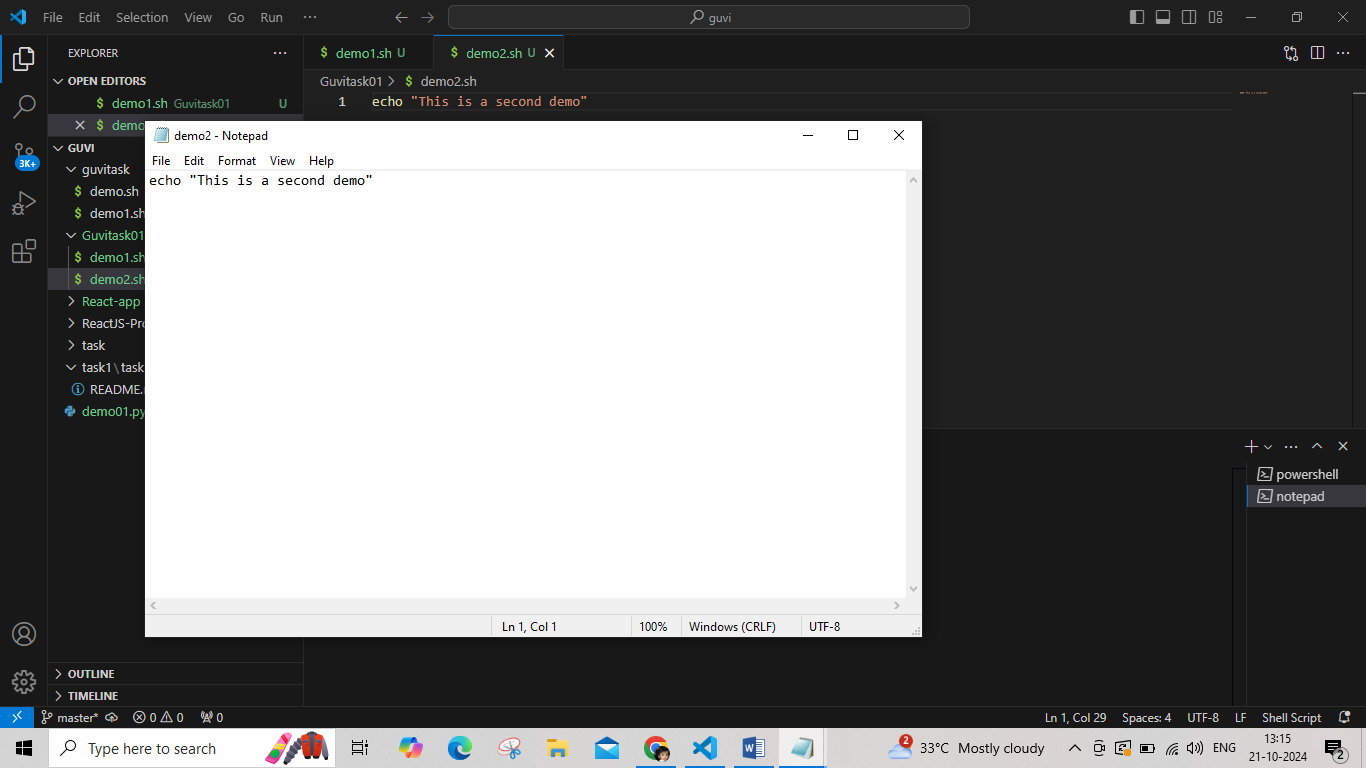 File Edit Selection View Go Run ···
guvi
EXPLORER ···
OPEN EDITORS
$ demo1.sh Guvitask01 U
$ demo
GUVI
guvitask
$ demo.sh
$ demo1.sh
Guvitask01
$ demo1.sh
$ demo2.sh
React-app
ReactJS-Pro
task
task1\task
README.
demo01.py
OUTLINE
TIMELINE
3K+
$ demo1.sh U
$ demo2.sh U
Guvitask01 > $ demo2.sh
1 echo "This is a second demo"
demo2 - Notepad
File Edit Format View Help
echo "This is a second demo"
Ln 1, Col 1 100% Windows (CRLF) UTF-8
powershell
notepad
master* 0 0 0 Ln 1, Col 29 Spaces: 4 UTF-8 LF Shell Script
Type here to search
2 33°C Mostly cloudy ENG
13:15
21-10-2024
2